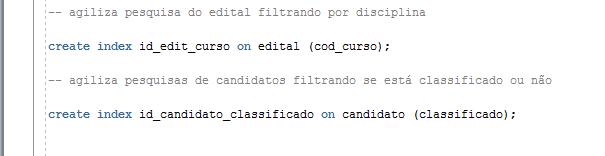 -- agiliza pesquisa do edital filtrando por disciplina
create index id_edit_curso on edital (cod_curso);
-- agiliza pesquisas de candidatos filtrando se está classificado ou não
create index id_candidato_classificado on candidato (classificado);